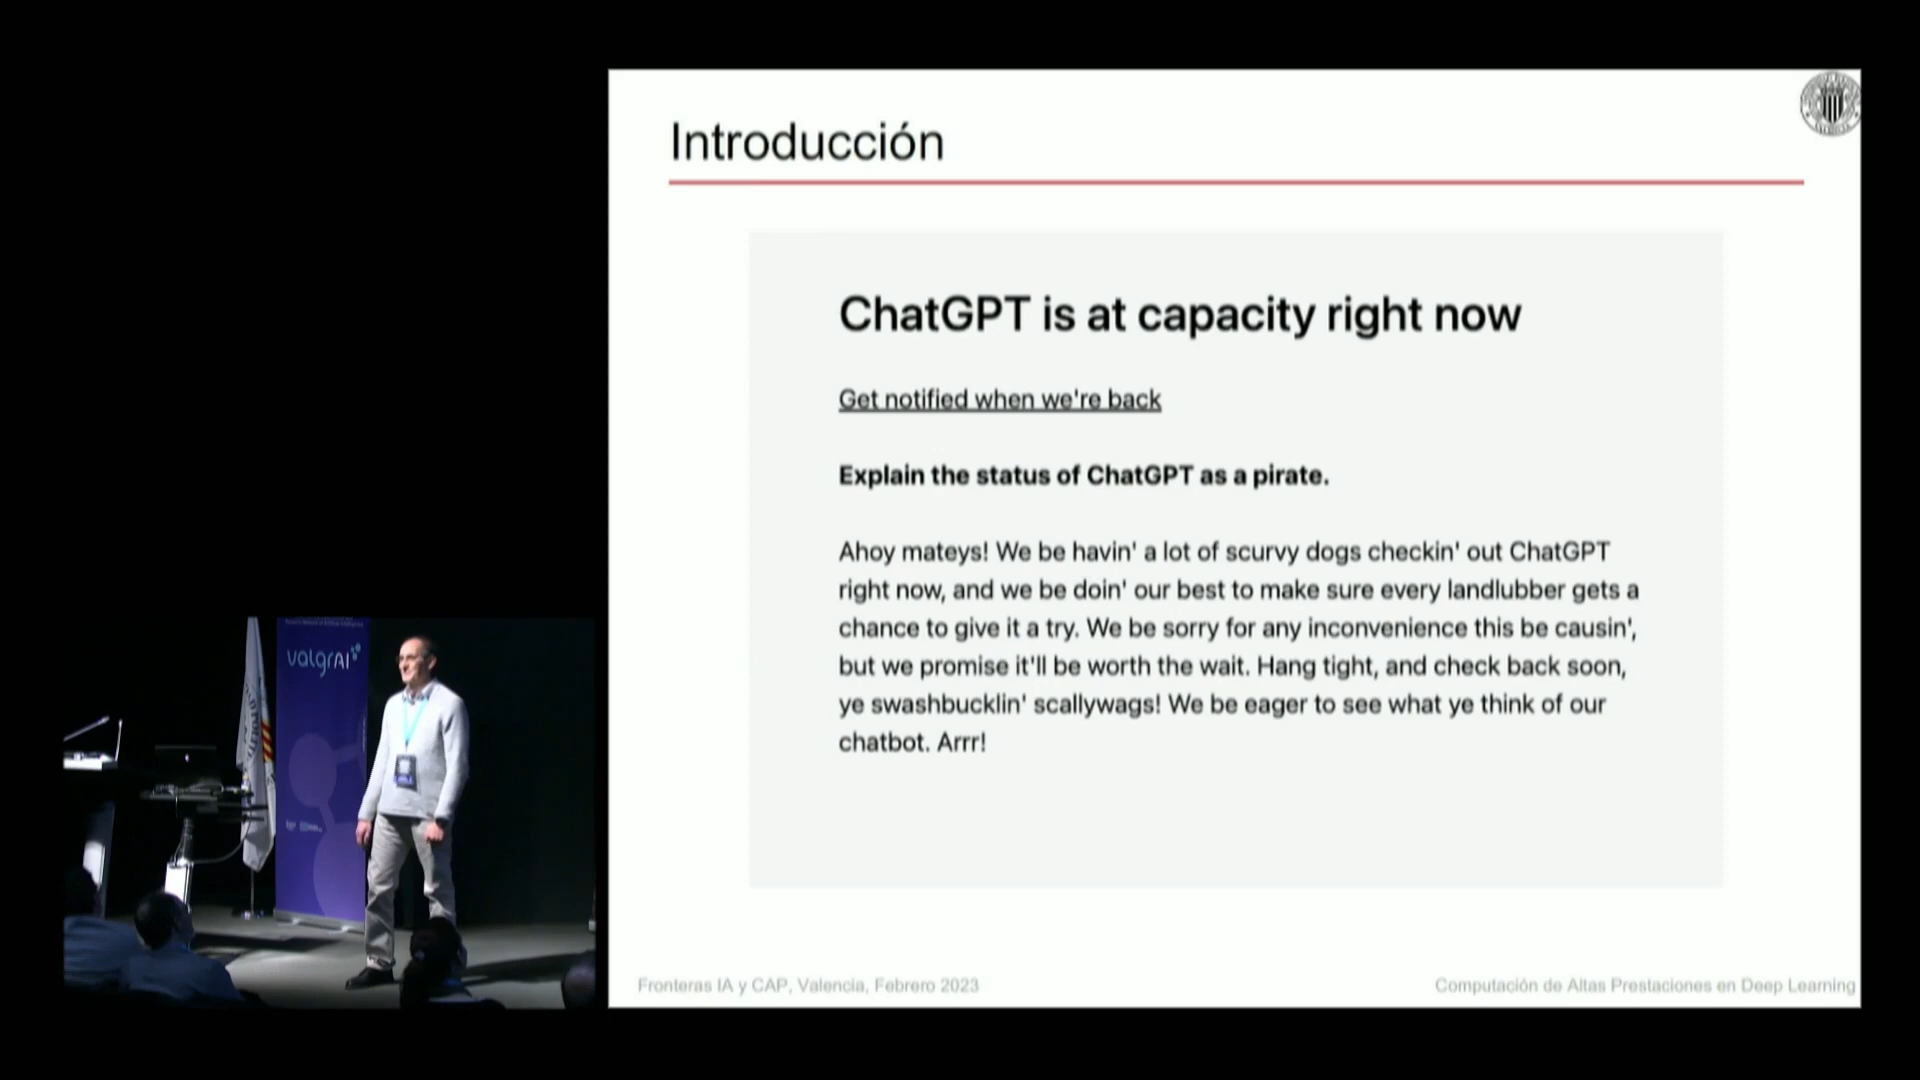 Introducción
ChatGPT is at capacity right now
Get notified when we're back
Explain the status of ChatGPT as a pirate.
Ahoy mateys! We be havin' a lot of scurvy dogs checkin' out ChatGPT
right now, and we be doin' our best to make sure every landlubber gets a
chance to give it a try. We be sorry for any inconvenience this be causin',
but we promise it'll be worth the wait. Hang tight, and check back soon,
ye swashbucklin' scallywags! We be eager to see what ye think of our
chatbot. Arrr!
Fronteras IA y CAP, Valencia, Febrero 2023
Computación de Altas Prestaciones en Deep Learning
valgrAI